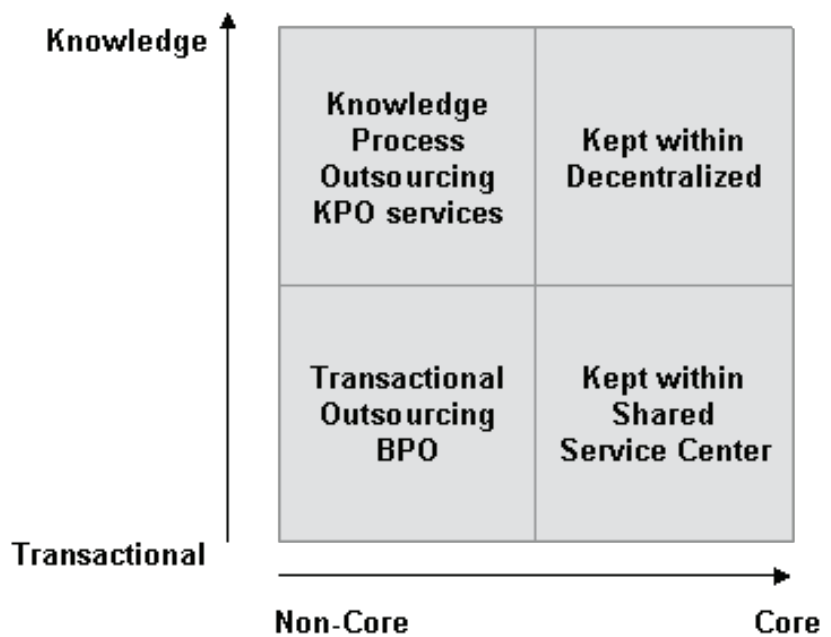 Knowledge
Knowledge
Process
Outsourcing
KPO services
Kept within
Decentralized
Transactional
Outsourcing
BPO
Kept within
Shared
Service Center
Transactional
Non-Core
Core